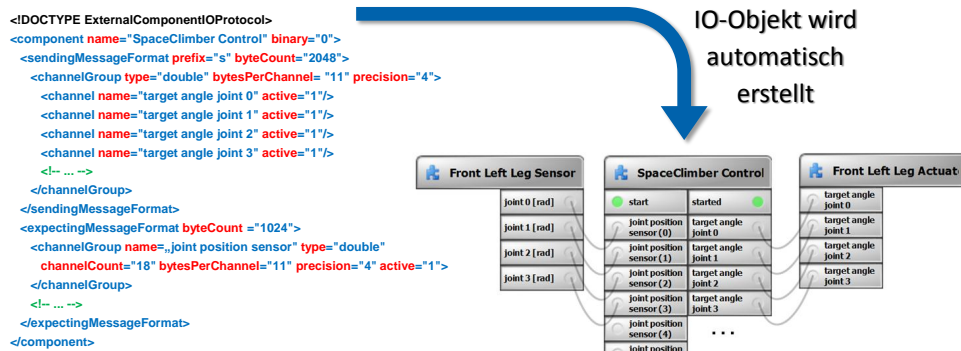 <!DOCTYPE ExternalComponentIOProtocol>
<component name="SpaceClimber Control" binary="0">
<sendingMessageFormat prefix="s" byteCount="2048">
<channelGroup type="double" bytesPerChannel= "11" precision="4">
<channel name="target angle joint 0" active="1"/>
<channel name="target angle joint 1" active="1"/>
<channel name="target angle joint 2" active="1"/>
<channel name="target angle joint 3" active="1"/>
<!-- ... -->
</channelGroup>
</sendingMessageFormat>
<expectingMessageFormat byteCount ="1024">
<channelGroup name=„joint position sensor" type="double"
channelCount="18" bytesPerChannel="11" precision="4" active="1">
</channelGroup>
<!-- ... -->
</expectingMessageFormat>
</component>
IO-Objekt wird
automatisch
erstellt
Front Left Leg Sensor
joint 0 [rad]
joint 1 [rad]
joint 2 [rad]
joint 3 [rad]
SpaceClimber Control
start started
joint position target angle
sensor (0) joint 0
joint position target angle
sensor (1) joint 1
joint position target angle
sensor (2) joint 2
joint position target angle
sensor (3) joint 3
joint position
sensor (4)
...
joint position
Front Left Leg Actuat
target angle
joint 0
target angle
joint 1
target angle
joint 2
target angle
joint 3